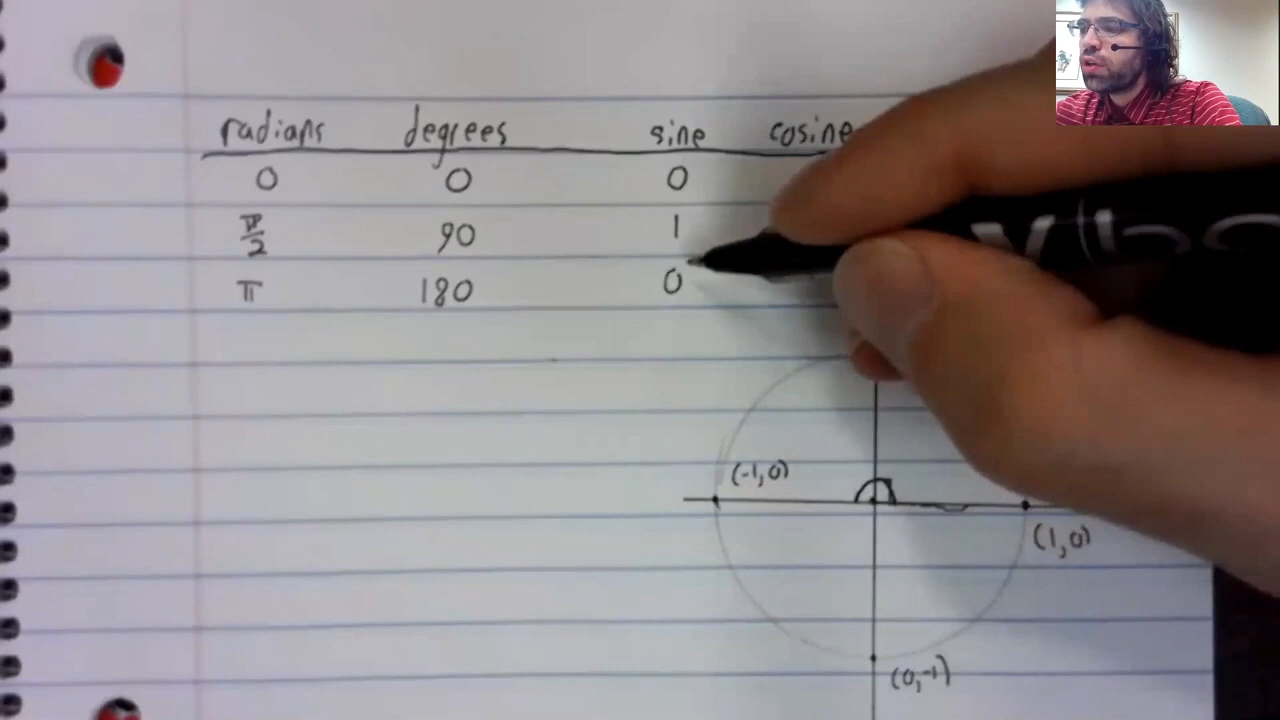 radians degrees sine cosine
0 0 0
π/2 90 1
π 180 0
(-1,0)
(1,0)
(0,-1)